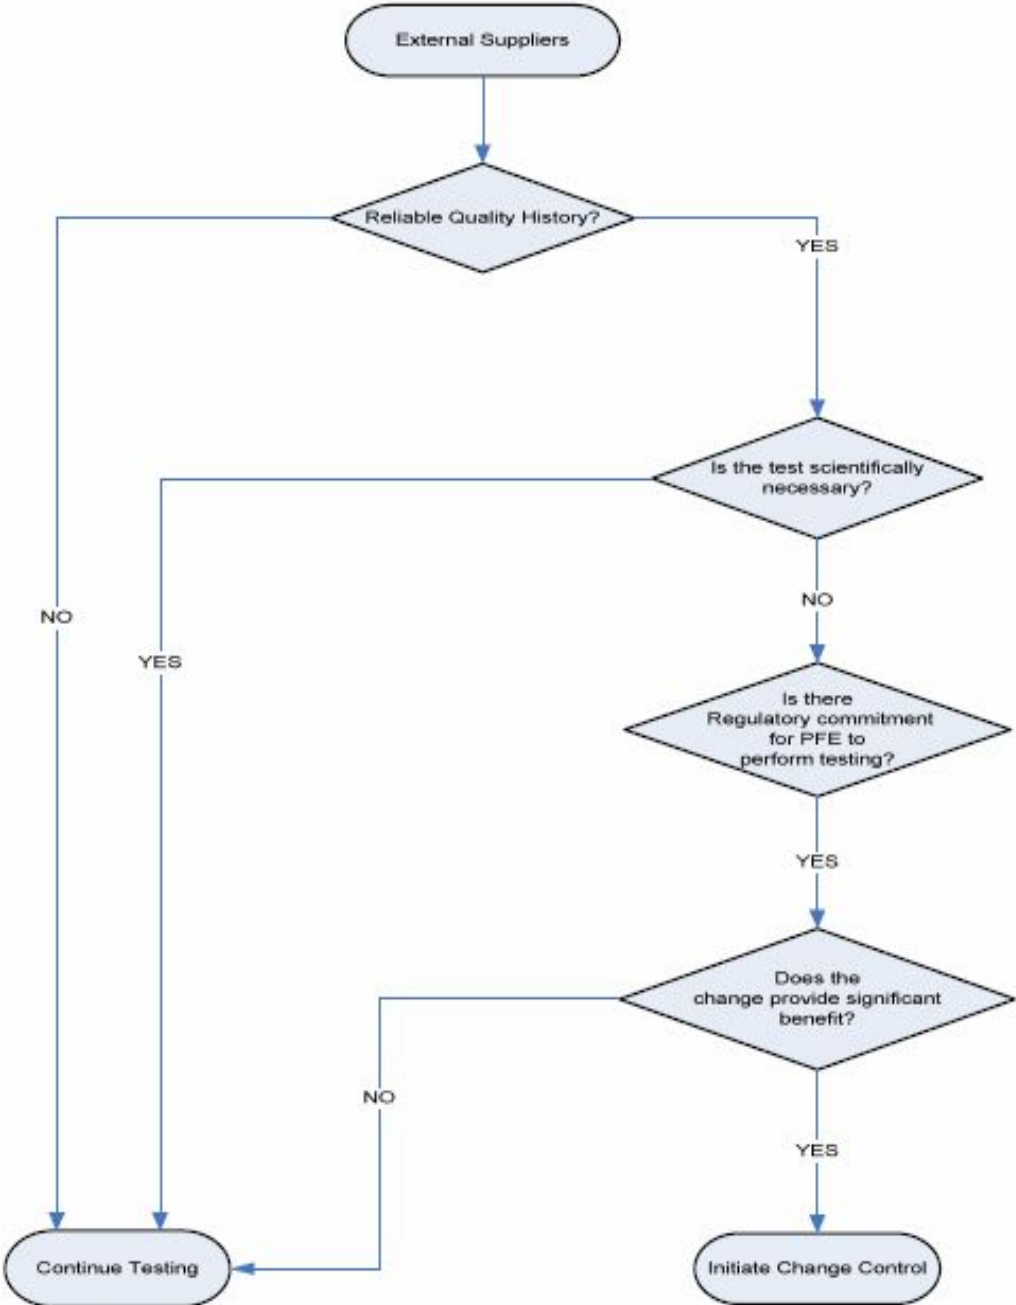 External Suppliers
Reliable Quality History?
YES
Is the test scientifically
necessary?
NO
NO
YES
Is there
Regulatory commitment
for PFE to
perform testing?
YES
Does the
change provide significant
benefit?
NO
YES
Continue Testing
Initiate Change Control